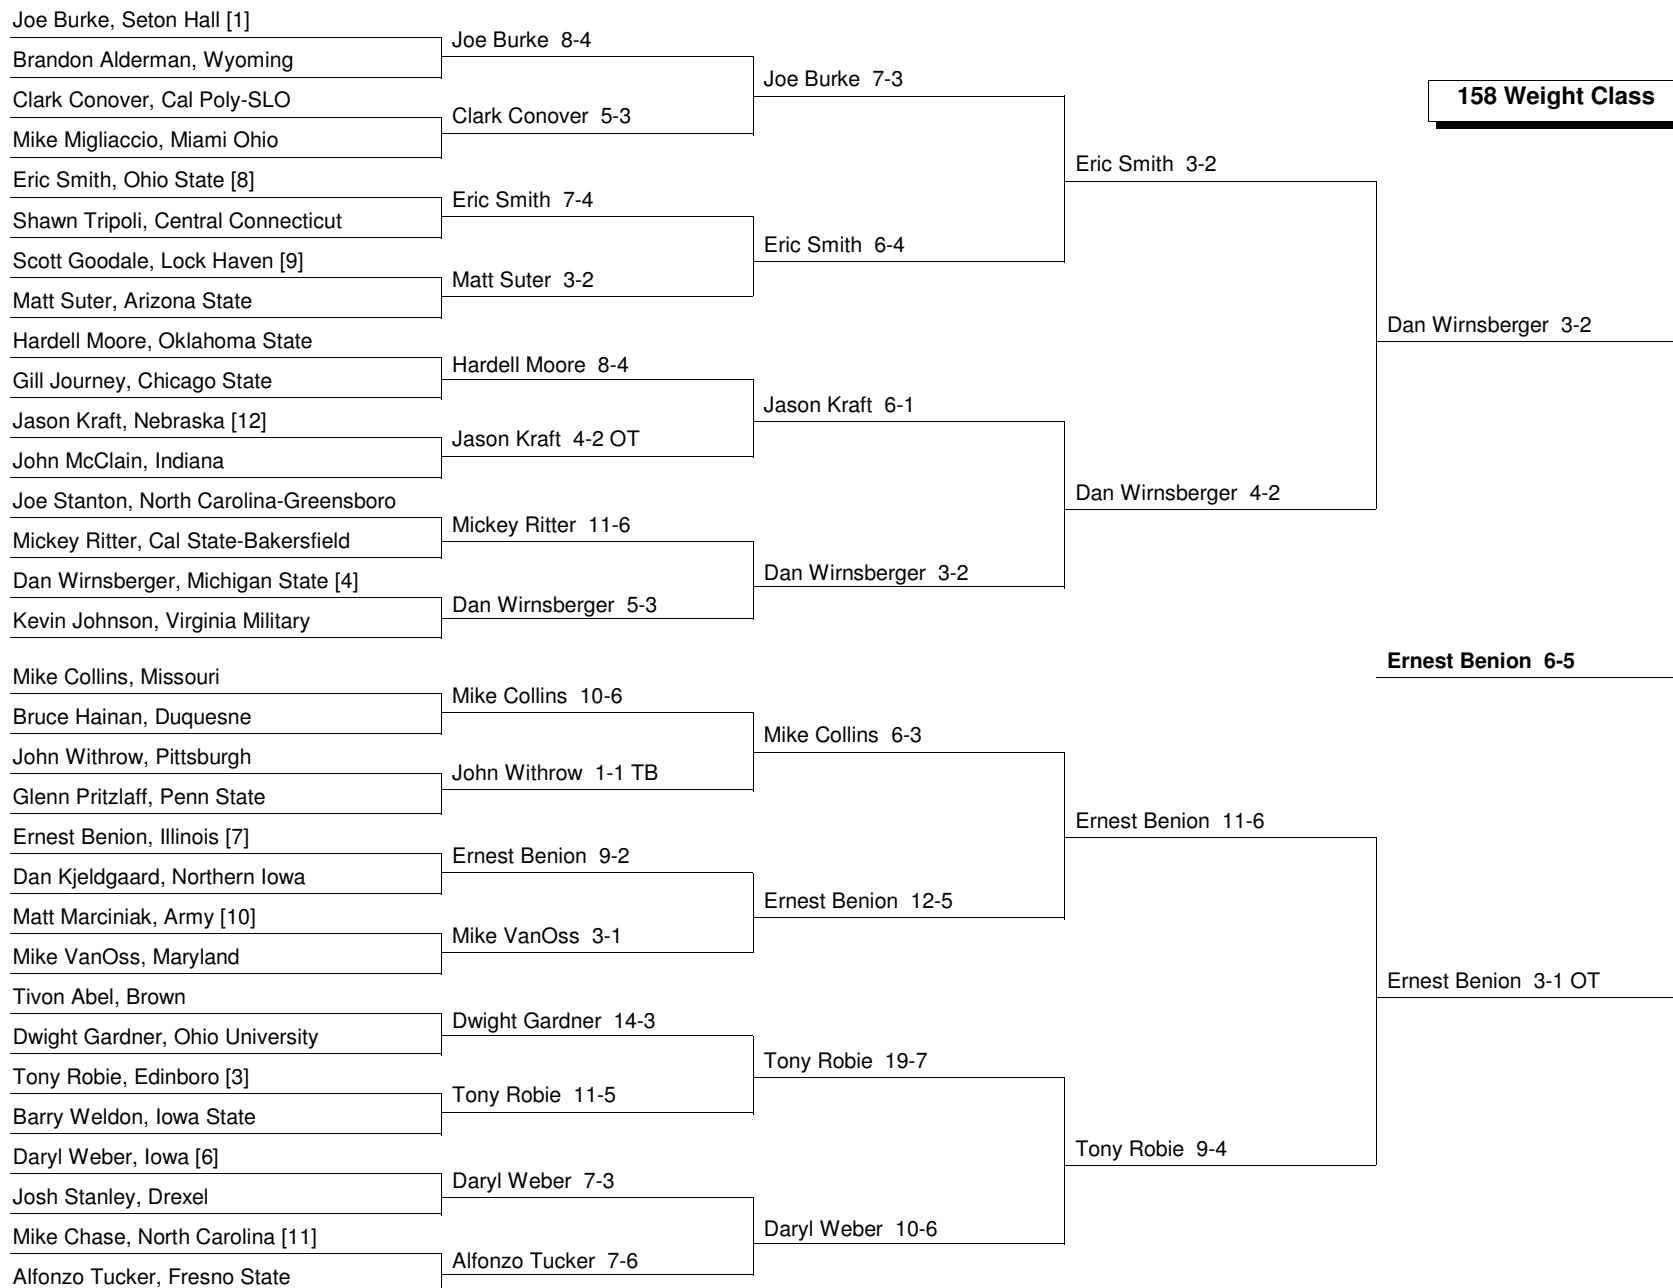 Joe Burke, Seton Hall [1]
Brandon Alderman, Wyoming
Clark Conover, Cal Poly-SLO
Mike Migliaccio, Miami Ohio
Eric Smith, Ohio State [8]
Shawn Tripoli, Central Connecticut
Scott Goodale, Lock Haven [9]
Matt Suter, Arizona State
Hardell Moore, Oklahoma State
Gill Journey, Chicago State
Jason Kraft, Nebraska [12]
John McClain, Indiana
Joe Stanton, North Carolina-Greensboro
Mickey Ritter, Cal State-Bakersfield
Dan Wirnsberger, Michigan State [4]
Kevin Johnson, Virginia Military
Mike Collins, Missouri
Bruce Hainan, Duquesne
John Withrow, Pittsburgh
Glenn Pritzlaff, Penn State
Ernest Benion, Illinois [7]
Dan Kjeldgaard, Northern Iowa
Matt Marciniak, Army [10]
Mike VanOss, Maryland
Tivon Abel, Brown
Dwight Gardner, Ohio University
Tony Robie, Edinboro [3]
Barry Weldon, Iowa State
Daryl Weber, Iowa [6]
Josh Stanley, Drexel
Mike Chase, North Carolina [11]
Alfonzo Tucker, Fresno State
Joe Burke 8-4
Clark Conover 5-3
Eric Smith 7-4
Matt Suter 3-2
Hardell Moore 8-4
Jason Kraft 4-2 OT
Mickey Ritter 11-6
Dan Wirnsberger 5-3
Mike Collins 10-6
John Withrow 1-1 TB
Ernest Benion 9-2
Mike VanOss 3-1
Dwight Gardner 14-3
Tony Robie 11-5
Daryl Weber 7-3
Alfonzo Tucker 7-6
Joe Burke 7-3
Eric Smith 6-4
Jason Kraft 6-1
Dan Wirnsberger 3-2
Mike Collins 6-3
Ernest Benion 12-5
Tony Robie 19-7
Daryl Weber 10-6
Eric Smith 3-2
Dan Wirnsberger 4-2
Ernest Benion 11-6
Tony Robie 9-4
158 Weight Class
Dan Wirnsberger 3-2
Ernest Benion 6-5
Ernest Benion 3-1 OT